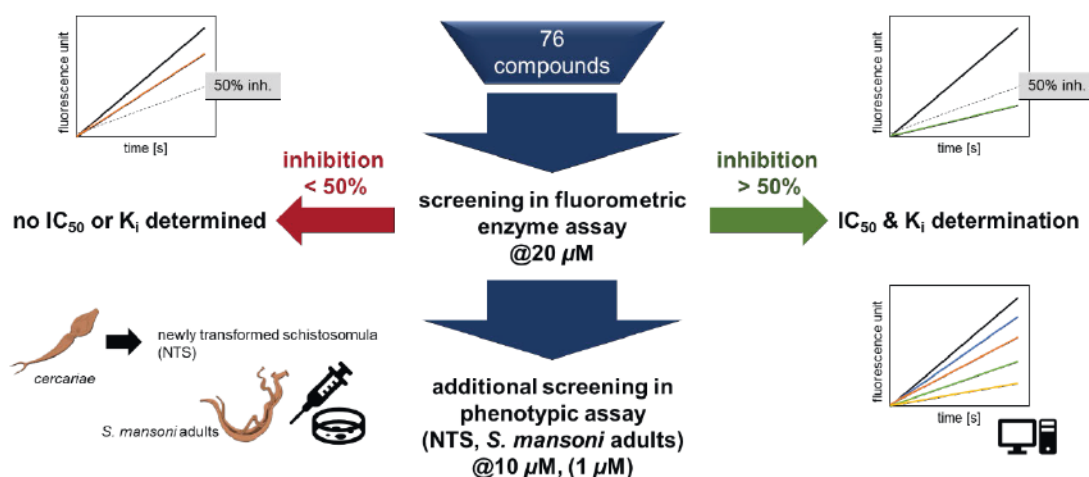 76
compounds
fluorescence unit
50% inh.
time [s]
fluorescence unit
50% inh.
time [s]
inhibition
< 50%
inhibition
> 50%
no IC50 or Ki determined
screening in fluorometric
enzyme assay
@20 µM
IC50 & Ki determination
cercariae
newly transformed schistosomula
(NTS)
S. mansoni adults
additional screening in
phenotypic assay
(NTS, S. mansoni adults)
@10 µM, (1 µM)
fluorescence unit
time [s]